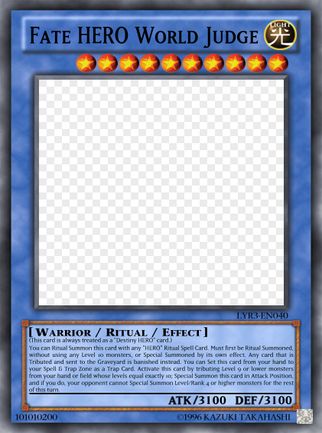 FATE HERO WORLD JUDGE
LIGHT
光
LYR3-EN040
[ WARRIOR / RITUAL / EFFECT ]
(This card is always treated as a "Destiny HERO" card.)
You can Ritual Summon this card with any "HERO" Ritual Spell Card. Must first be Ritual Summoned,
without using any Level 10 monsters, or Special Summoned by its own effect. Any card that is
Tributed and sent to the Graveyard is banished instead. You can Set this card from your hand to
your Spell & Trap Zone as a Trap Card. Activate this card by tributing Level 9 or lower monsters
from your hand or field whose levels equal exactly 10; Special Summon this card in Attack Position,
and if you do, your opponent cannot Special Summon Level/Rank 4 or higher monsters for the rest
of this turn.
ATK/3100 DEF/3100
101010200
©1996 KAZUKI TAKAHASHI